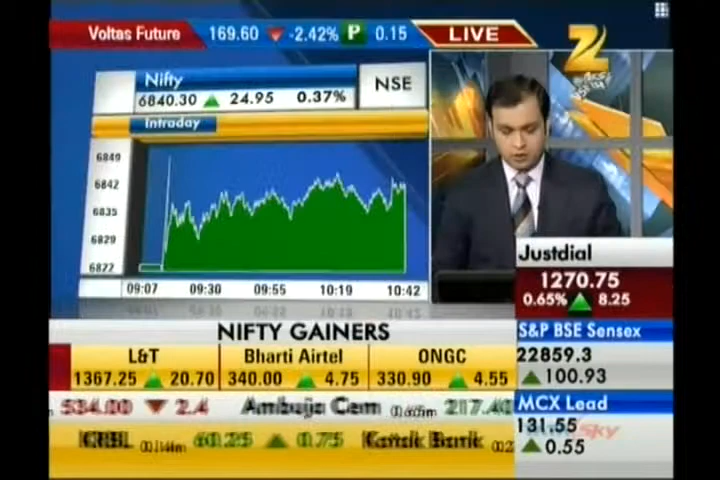 Voltas Future 169.60 -2.42% P 0.15 LIVE
Z
Nifty
6840.30 24.95 0.37%
NSE
Intraday
6849
6842
6835
6829
6822
09:07 09:30 09:55 10:19 10:42
Justdial
1270.75
0.65% 8.25
NIFTY GAINERS
L&T
1367.25 20.70
Bharti Airtel
340.00 4.75
ONGC
330.90 4.55
S&P BSE Sensex
22859.3
100.93
MCX Lead
131.55
0.55
534.00 2.4 Ambuja Cem 217.40
60.25 0.75 Kotak Bank